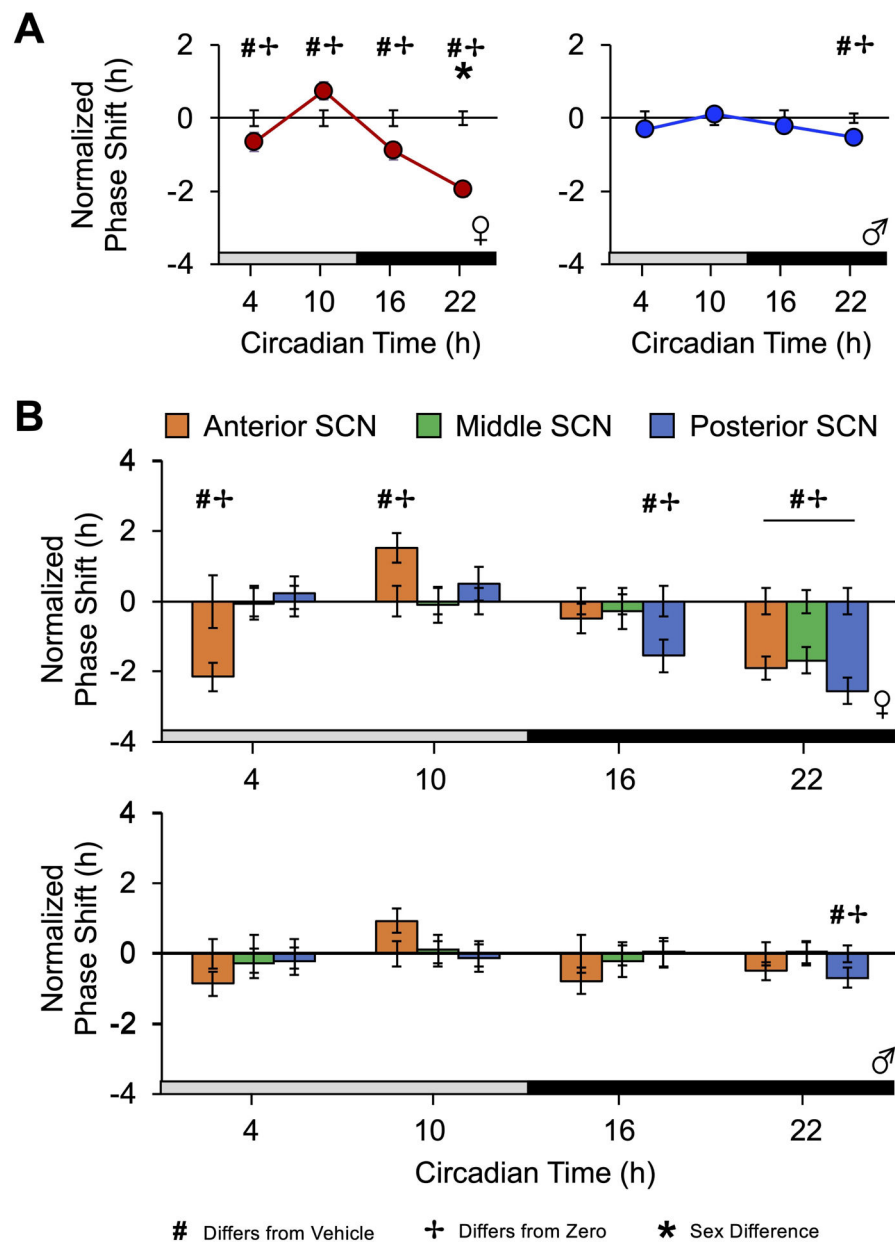 A
#✢ #✢ #✢ #✢
*
#✢
Normalized
Phase Shift (h)
2
0
-2
-4
♀
4 10 16 22
Circadian Time (h)
2
0
-2
-4
♂
4 10 16 22
Circadian Time (h)
B
Anterior SCN Middle SCN Posterior SCN
Normalized
Phase Shift (h)
4
2
0
-2
-4
#✢ #✢ #✢ #✢
♀
4 10 16 22
Normalized
Phase Shift (h)
4
2
0
-2
-4
#✢
♂
4 10 16 22
Circadian Time (h)
# Differs from Vehicle ✢ Differs from Zero * Sex Difference